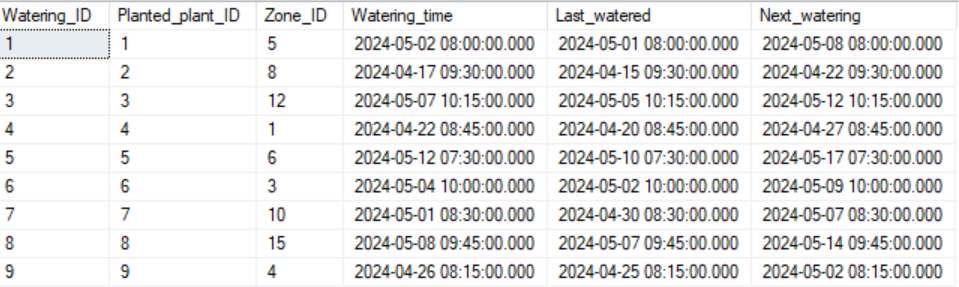 Watering_ID Planted_plant_ID Zone_ID Watering_time Last_watered Next_watering
1 1 5 2024-05-02 08:00:00.000 2024-05-01 08:00:00.000 2024-05-08 08:00:00.000
2 2 8 2024-04-17 09:30:00.000 2024-04-15 09:30:00.000 2024-04-22 09:30:00.000
3 3 12 2024-05-07 10:15:00.000 2024-05-05 10:15:00.000 2024-05-12 10:15:00.000
4 4 1 2024-04-22 08:45:00.000 2024-04-20 08:45:00.000 2024-04-27 08:45:00.000
5 5 6 2024-05-12 07:30:00.000 2024-05-10 07:30:00.000 2024-05-17 07:30:00.000
6 6 3 2024-05-04 10:00:00.000 2024-05-02 10:00:00.000 2024-05-09 10:00:00.000
7 7 10 2024-05-01 08:30:00.000 2024-04-30 08:30:00.000 2024-05-07 08:30:00.000
8 8 15 2024-05-08 09:45:00.000 2024-05-07 09:45:00.000 2024-05-14 09:45:00.000
9 9 4 2024-04-26 08:15:00.000 2024-04-25 08:15:00.000 2024-05-02 08:15:00.000